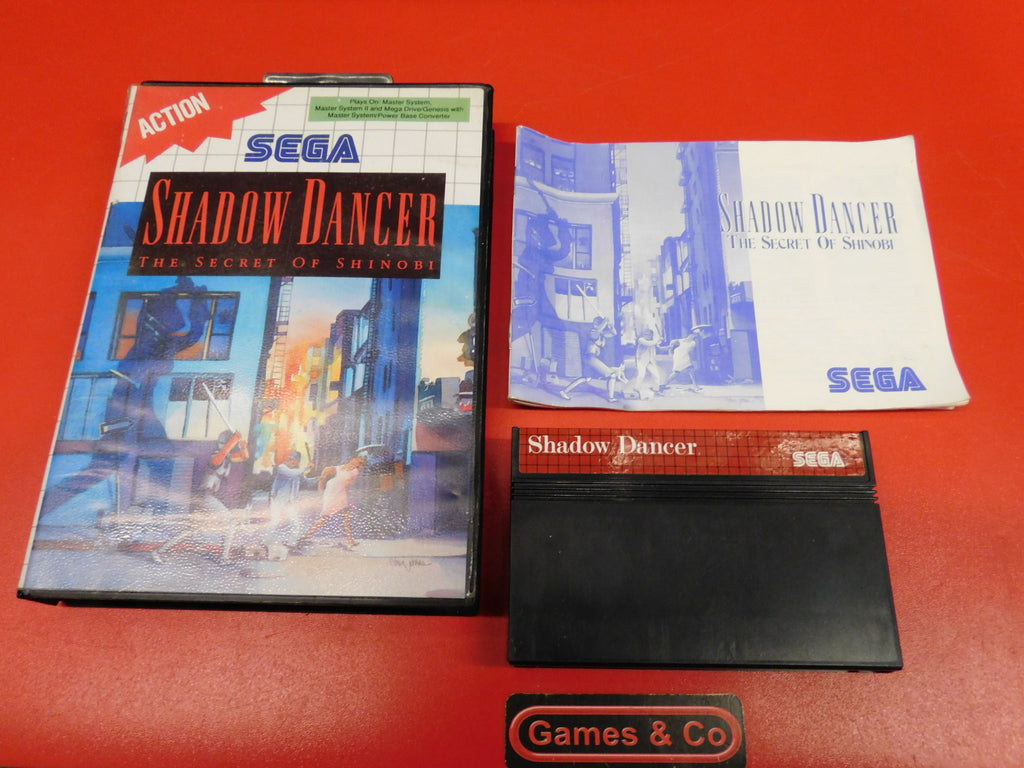 ACTION
Plays On: Master System,
Master System II and Mega Drive/Genesis with
Master System/Power Base Converter
SEGA
SHADOW DANCER
THE SECRET OF SHINOBI
SHADOW DANCER
THE SECRET OF SHINOBI
SEGA
Shadow Dancer
SEGA
Games & Co